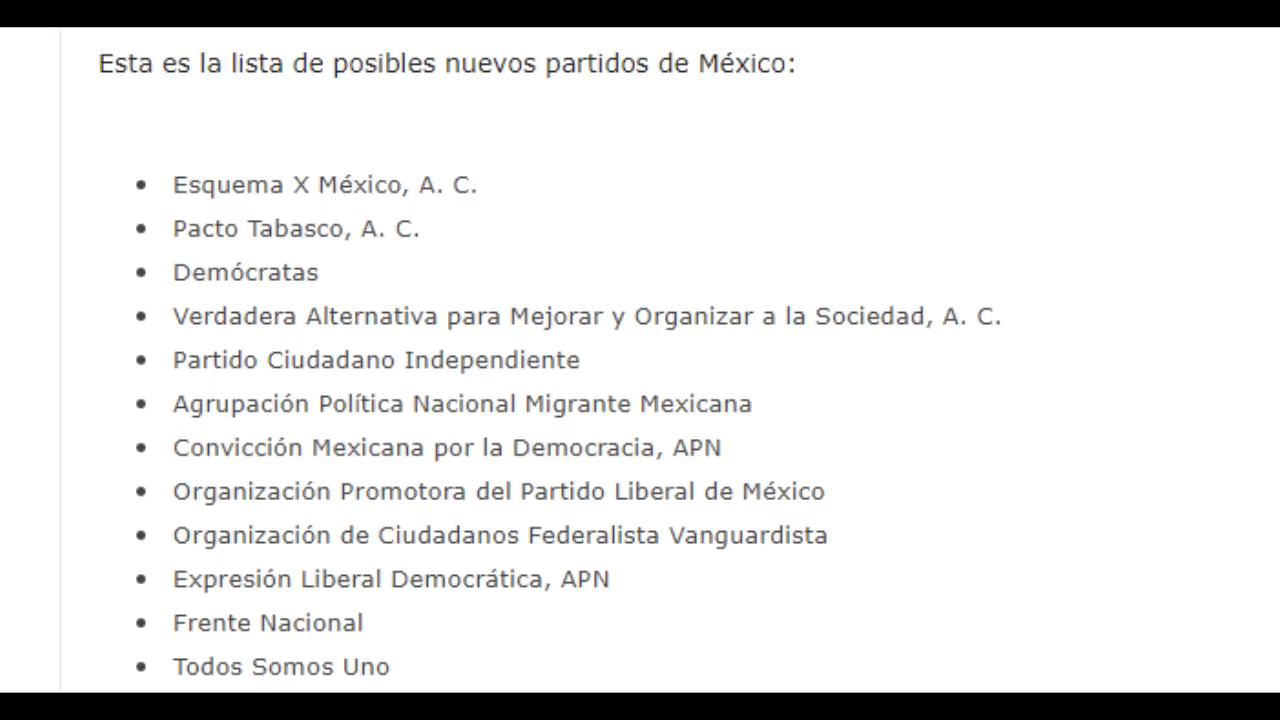 Esta es la lista de posibles nuevos partidos de México:
Esquema X México, A. C.
Pacto Tabasco, A. C.
Demócratas
Verdadera Alternativa para Mejorar y Organizar a la Sociedad, A. C.
Partido Ciudadano Independiente
Agrupación Política Nacional Migrante Mexicana
Convicción Mexicana por la Democracia, APN
Organización Promotora del Partido Liberal de México
Organización de Ciudadanos Federalista Vanguardista
Expresión Liberal Democrática, APN
Frente Nacional
Todos Somos Uno